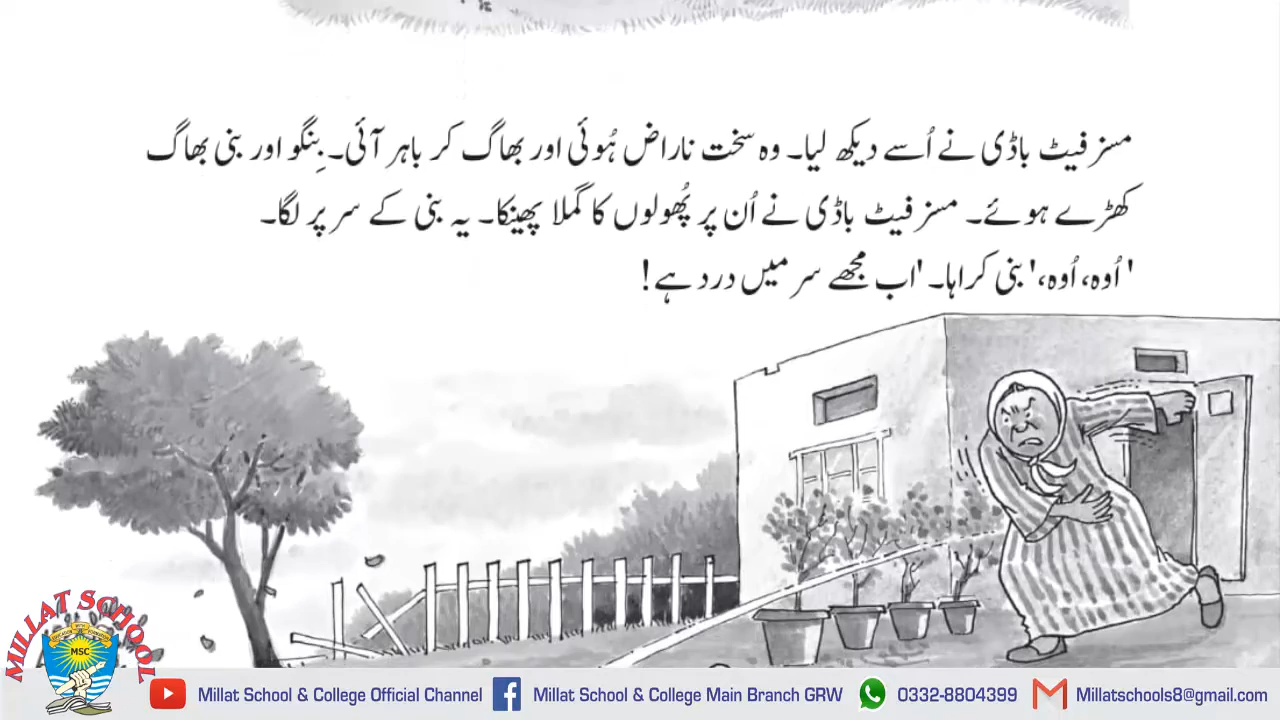 مسز فیٹ باڈی نے اُسے دیکھ لیا۔ وہ سخت ناراض ہُوئی اور بھاگ کر باہر آئی۔ بِنگو اور بنی بھاگ
کھڑے ہوئے۔ مسز فیٹ باڈی نے اُن پر پُھولوں کا گملا پھینکا۔ یہ بنی کے سر پر لگا۔
' اُوہ، اُوہ،' بنی کراہا۔ 'اب مجھے سر میں درد ہے!
MILLAT SCHOOL
MSC
Millat School & College Official Channel
Millat School & College Main Branch GRW
0332-8804399
Millatschools8@gmail.com